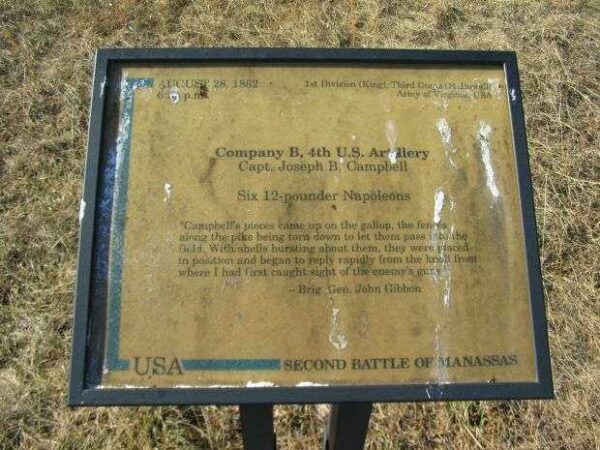 AUGUST 28, 1862
p.m.
1st Division (King), Third Corps (McDowell)
Army of Virginia, USA
Company B, 4th U.S. Artillery
Capt. Joseph B. Campbell
Six 12-pounder Napoleons
"Campbell's pieces came up on the gallop, the fences
along the pike being torn down to let them pass into the
field. With shells bursting about them, they were placed
in position and began to reply rapidly from the knoll front
where I had first caught sight of the enemy's guns."
– Brig. Gen. John Gibbon
USA
SECOND BATTLE OF MANASSAS